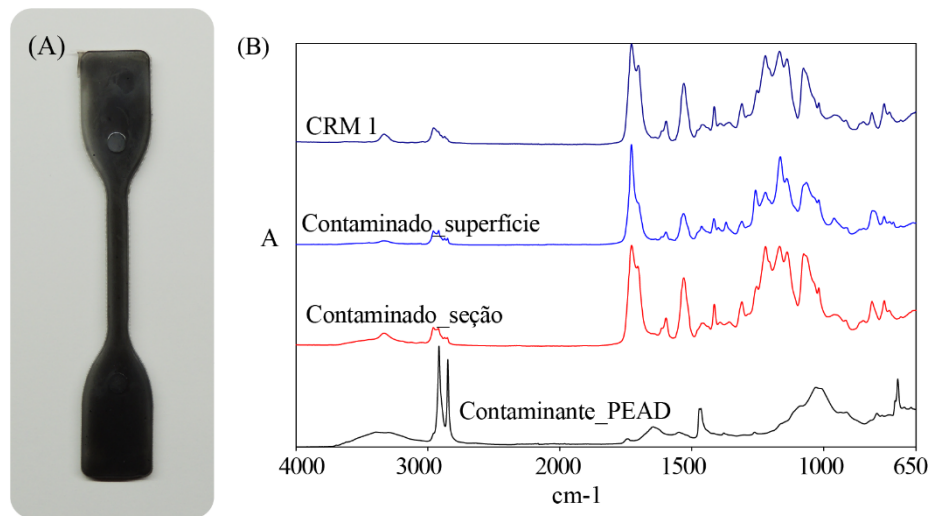 (A)
(B)
CRM 1
Contaminado_superfície
A
Contaminado_seção
Contaminante_PEAD
4000 3000 2000 1500 1000 650
cm-1